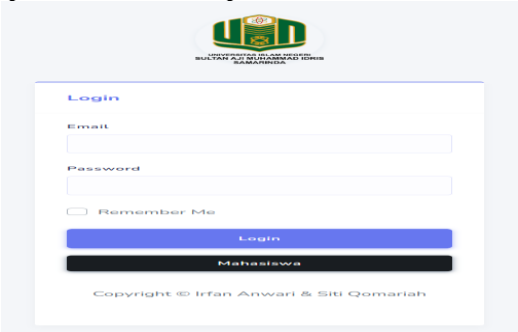 UNIVERSITAS ISLAM NEGERI
SULTAN AJI MUHAMMAD IDRIS
SAMARINDA
Login
Email
Password
Remember Me
Login
Mahasiswa
Copyright © Irfan Anwari & Siti Qomariah